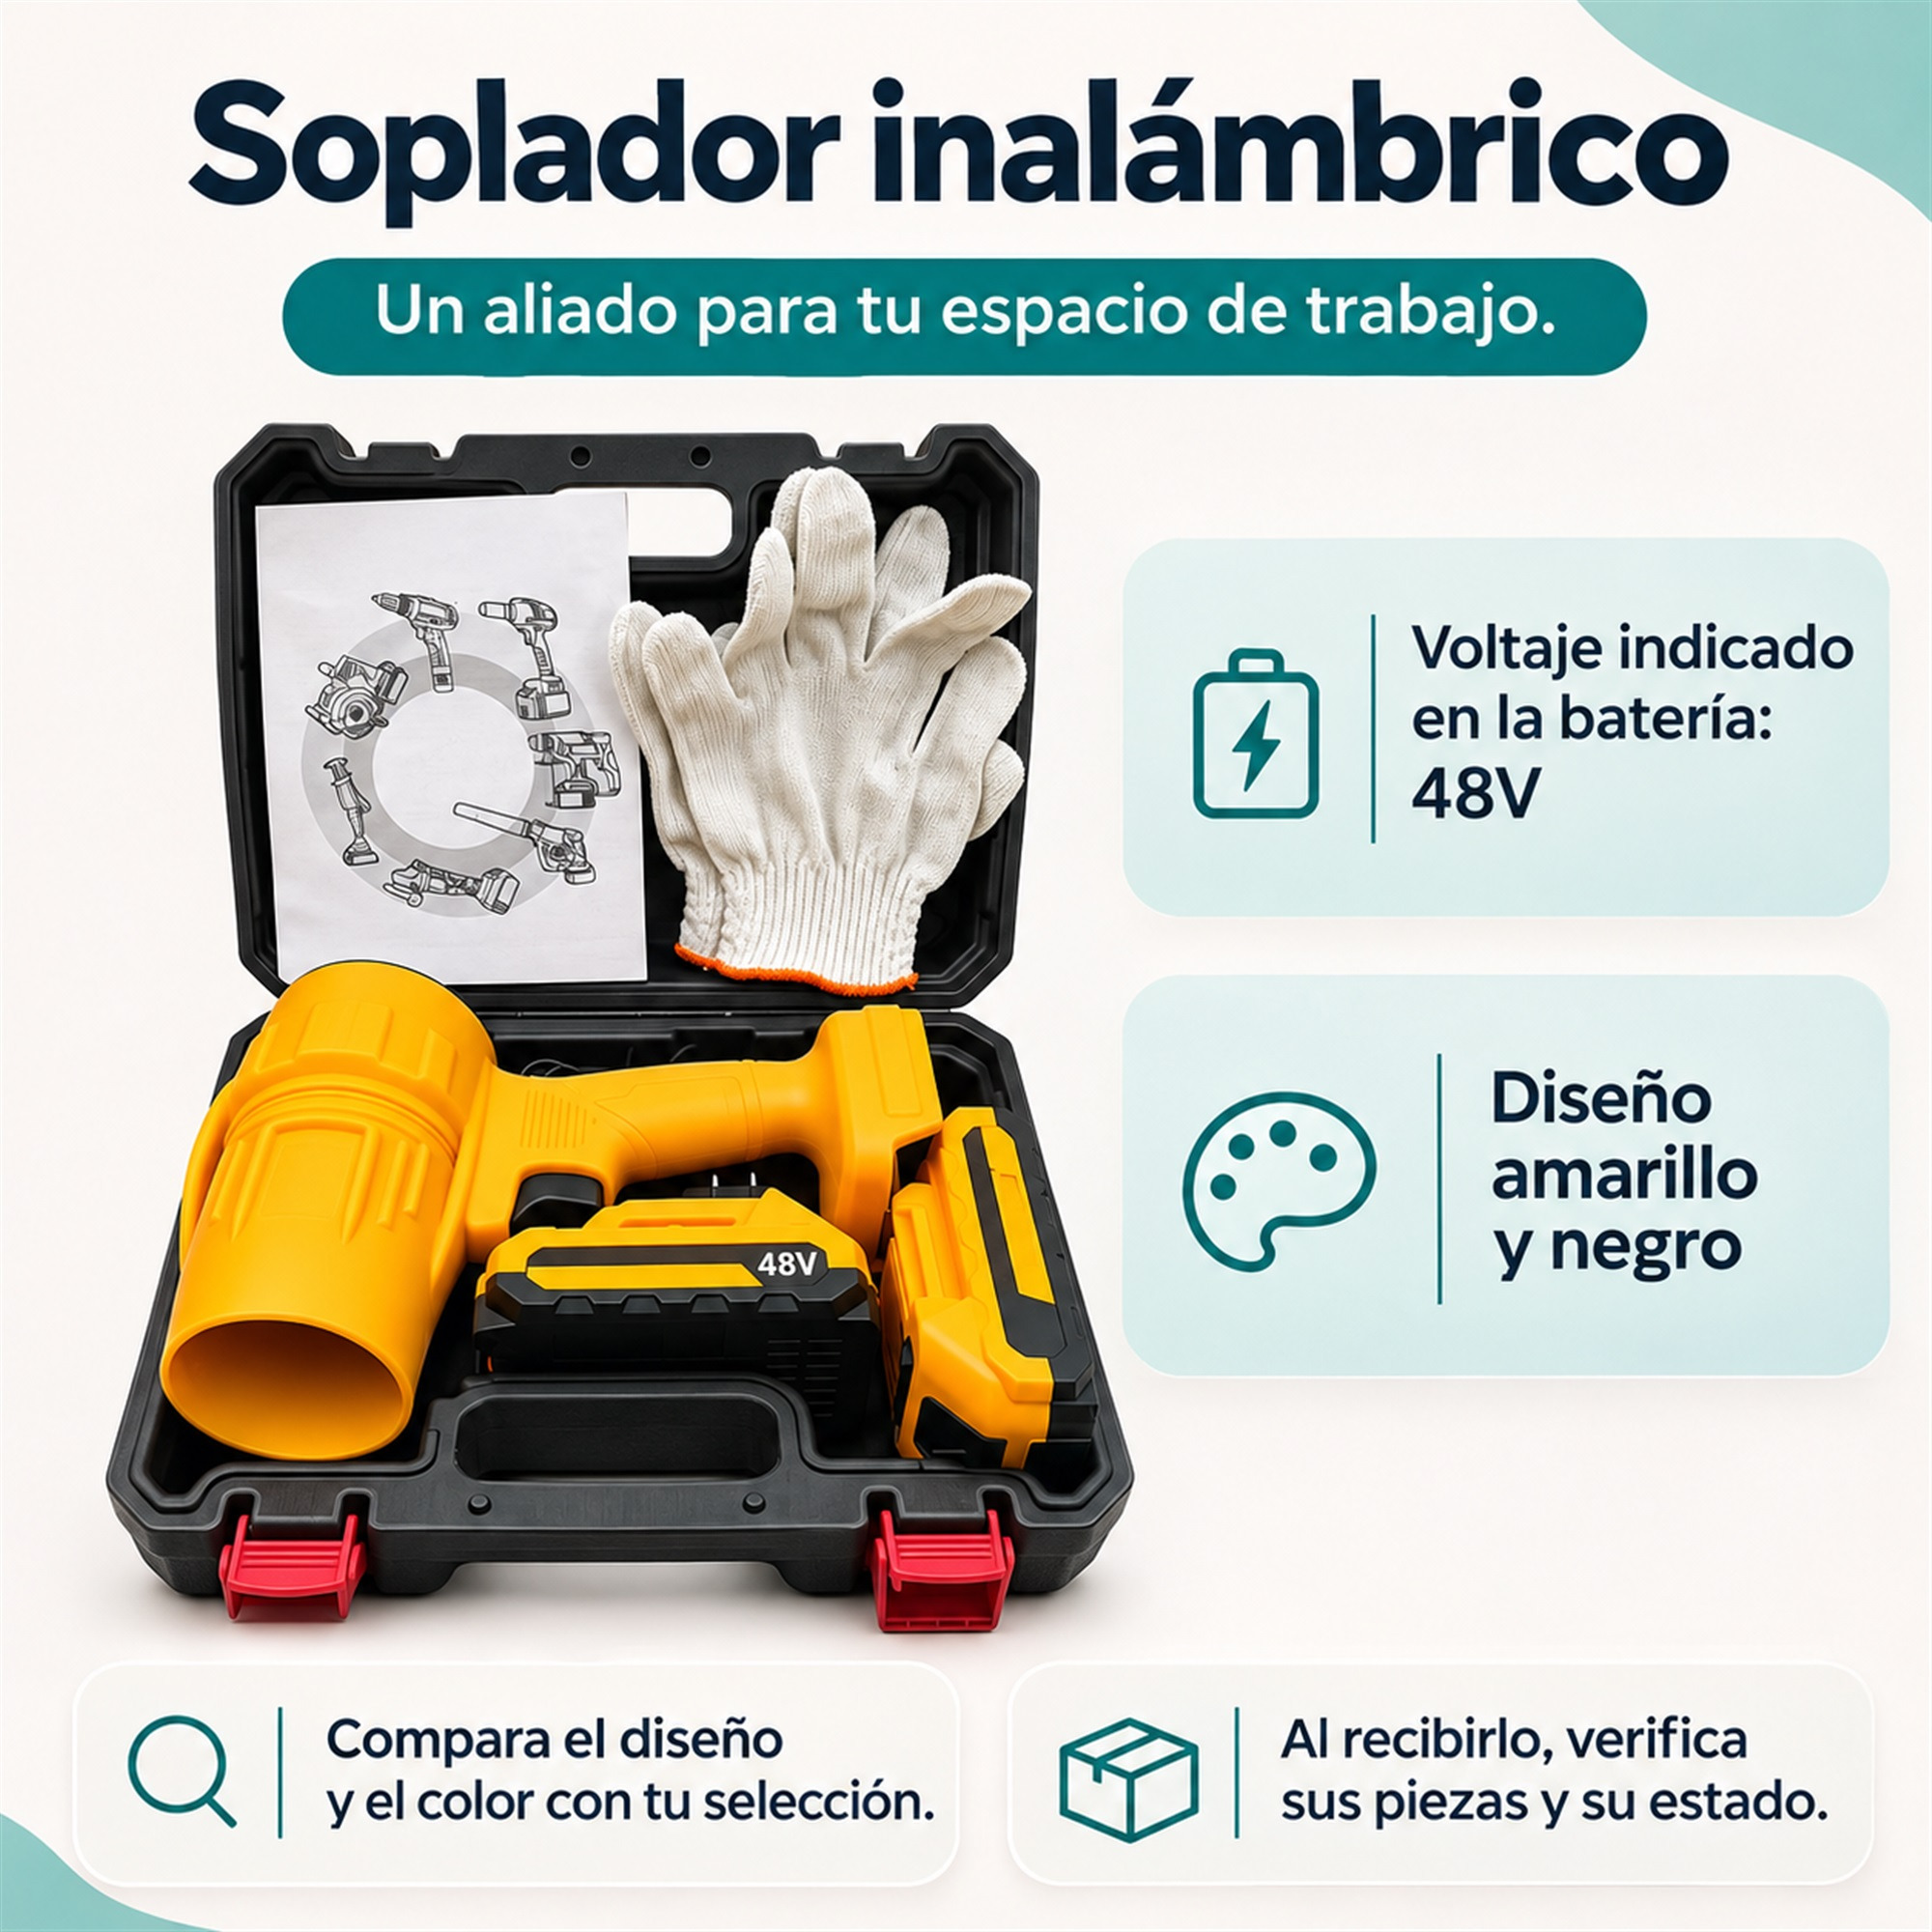 Soplador inalámbrico
Un aliado para tu espacio de trabajo.
Voltaje indicado
en la batería:
48V
Diseño
amarillo
y negro
48V
Compara el diseño
y el color con tu selección.
Al recibirlo, verifica
sus piezas y su estado.